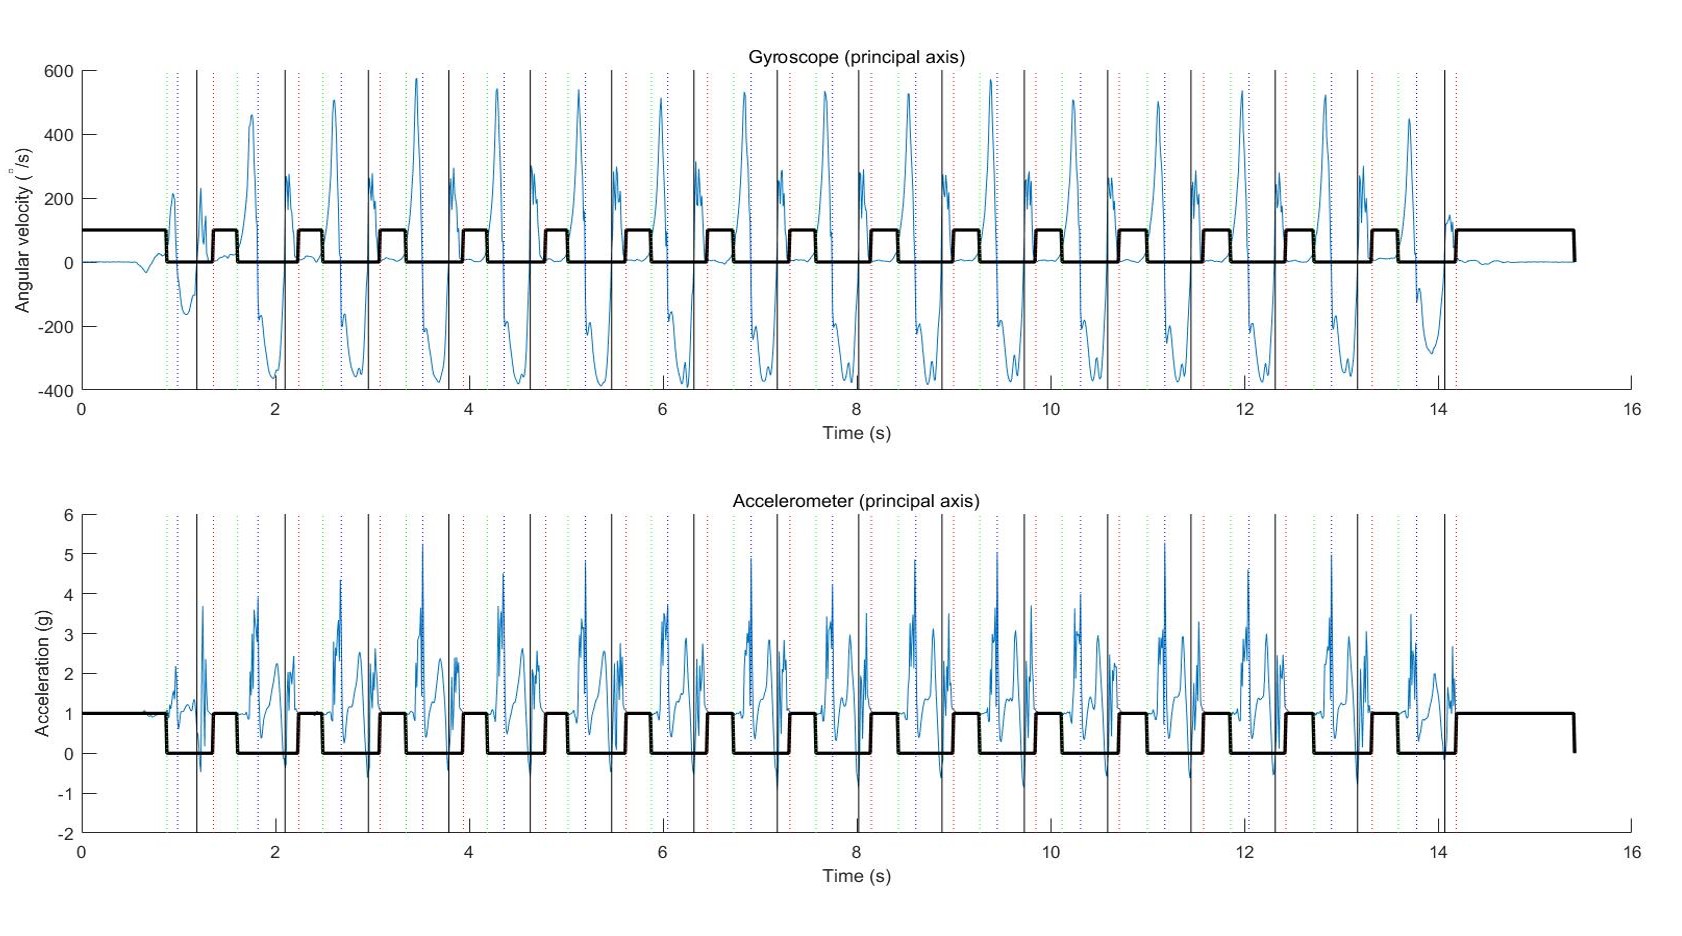 Gyroscope (principal axis)
600
400
200
0
-200
-400
Angular velocity (°/s)
0 2 4 6 8 10 12 14 16
Time (s)
Accelerometer (principal axis)
6
5
4
3
2
1
0
-1
-2
Acceleration (g)
0 2 4 6 8 10 12 14 16
Time (s)